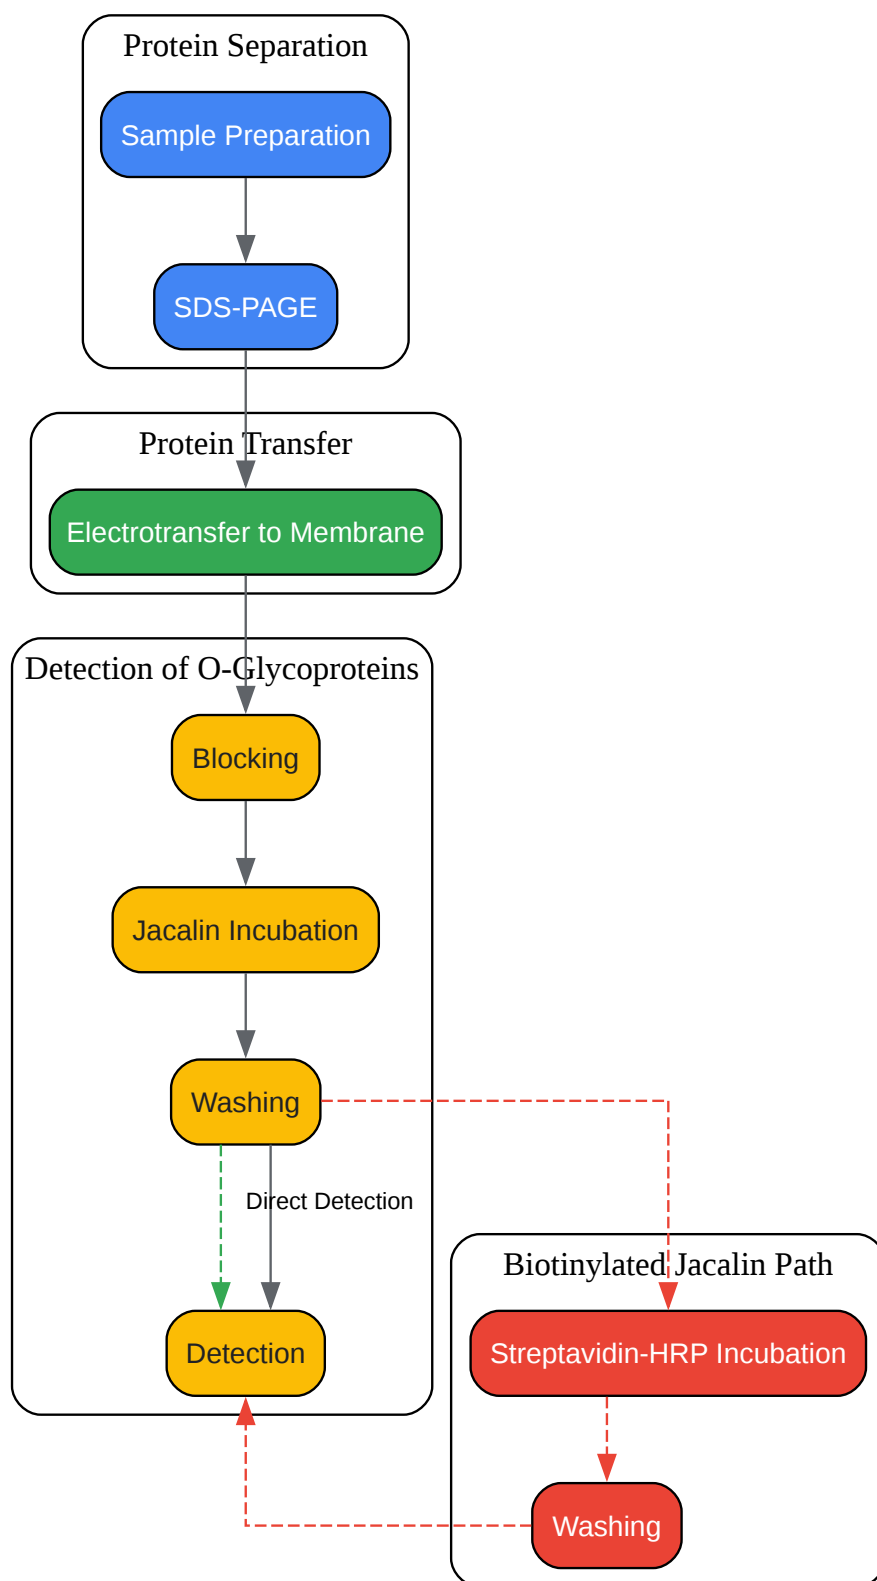 Protein Separation
Sample Preparation
SDS-PAGE
Protein Transfer
Electrotransfer to Membrane
Detection of O-Glycoproteins
Blocking
Jacalin Incubation
Washing
Direct Detection
Biotinylated Jacalin Path
Detection
Streptavidin-HRP Incubation
Washing